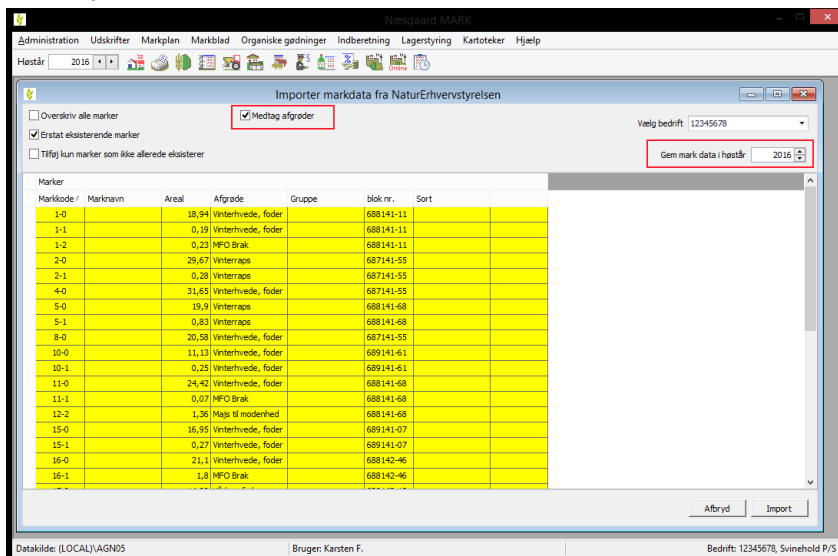 Næsgaard MARK
Administration Udskrifter Markplan Markblad Organiske gødninger Indberetning Lagerstyring Kartoteker Hjælp
Høstår 2016
Online
Importer markdata fra NaturErhvervstyrelsen
Overskriv alle marker
Medtag afgrøder
Vælg bedrift 12345678
Erstat eksisterende marker
Tilføj kun marker som ikke allerede eksisterer
Gem mark data i høstår 2016
Marker
Markkode Marknavn Areal Afgrøde Gruppe blok nr. Sort
1-0 18,94 Vinterhvede, foder 688141-11
1-1 0,19 Vinterhvede, foder 688141-11
1-2 0,23 MFO Brak 688141-11
2-0 29,67 Vinterraps 687141-55
2-1 0,28 Vinterraps 687141-55
4-0 31,65 Vinterhvede, foder 687141-55
5-0 19,9 Vinterraps 688141-68
5-1 0,83 Vinterraps 688141-68
8-0 20,58 Vinterhvede, foder 687141-55
10-0 11,13 Vinterhvede, foder 689141-61
10-1 0,25 Vinterhvede, foder 689141-61
11-0 24,42 Vinterhvede, foder 688141-68
11-1 0,07 MFO Brak 688141-68
12-2 1,36 Majs til modenhed 688141-68
15-0 16,95 Vinterhvede, foder 689141-07
15-1 0,27 Vinterhvede, foder 689141-07
16-0 21,1 Vinterhvede, foder 688142-46
16-1 1,8 MFO Brak 688142-46
Afbryd Import
Datakilde: (LOCAL)\AGN05 Bruger: Karsten F. Bedrift: 12345678, Svinehold P/S